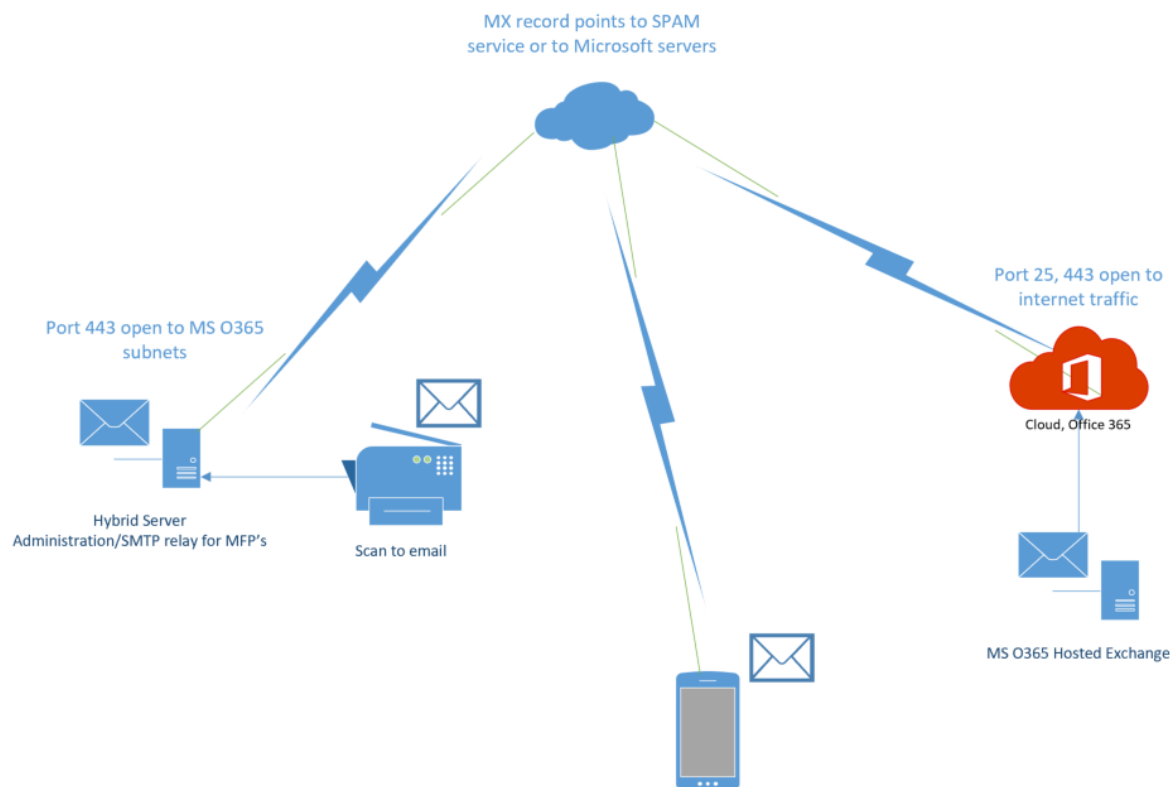 MX record points to SPAM
service or to Microsoft servers
Port 25, 443 open to
internet traffic
Port 443 open to MS O365
subnets
Cloud, Office 365
Hybrid Server
Administration/SMTP relay for MFP's
Scan to email
MS O365 Hosted Exchange